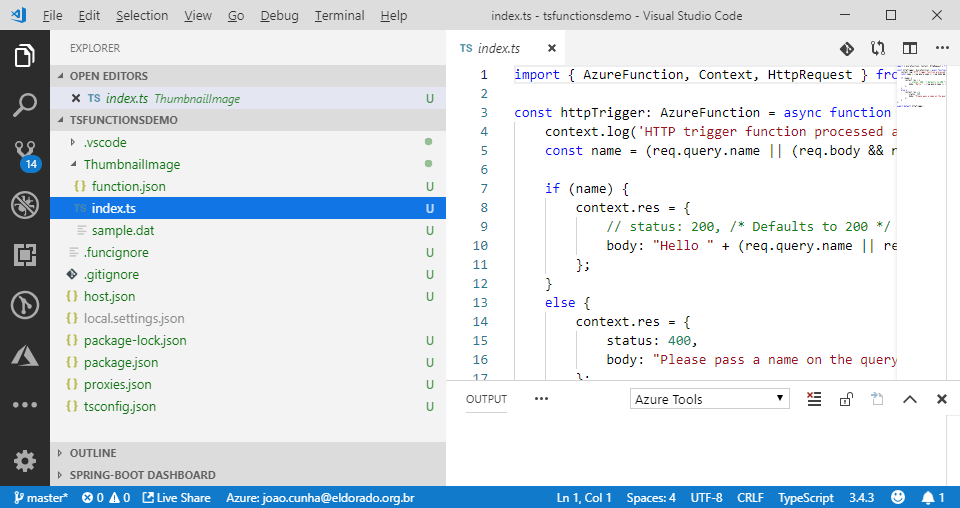 File Edit Selection View Go Debug Terminal Help index.ts - tsfunctionsdemo - Visual Studio Code
EXPLORER
OPEN EDITORS
TS index.ts ThumbnailImage U
TSFUNCTIONSDEMO
.vscode
ThumbnailImage
{} function.json U
TS index.ts U
sample.dat U
.funcignore U
.gitignore U
{} host.json U
{} local.settings.json
{} package-lock.json U
{} package.json U
{} proxies.json U
{} tsconfig.json U
OUTLINE
SPRING-BOOT DASHBOARD
14
TS index.ts
1 import { AzureFunction, Context, HttpRequest } fro
2
3 const httpTrigger: AzureFunction = async function
4 context.log('HTTP trigger function processed a
5 const name = (req.query.name || (req.body && r
6
7 if (name) {
8 context.res = {
9 // status: 200, /* Defaults to 200 */
10 body: "Hello " + (req.query.name || re
11 };
12 }
13 else {
14 context.res = {
15 status: 400,
16 body: "Please pass a name on the query
17 };
OUTPUT ••• Azure Tools
master* 0 0 Live Share Azure: joao.cunha@eldorado.org.br Ln 1, Col 1 Spaces: 4 UTF-8 CRLF TypeScript 3.4.3 1